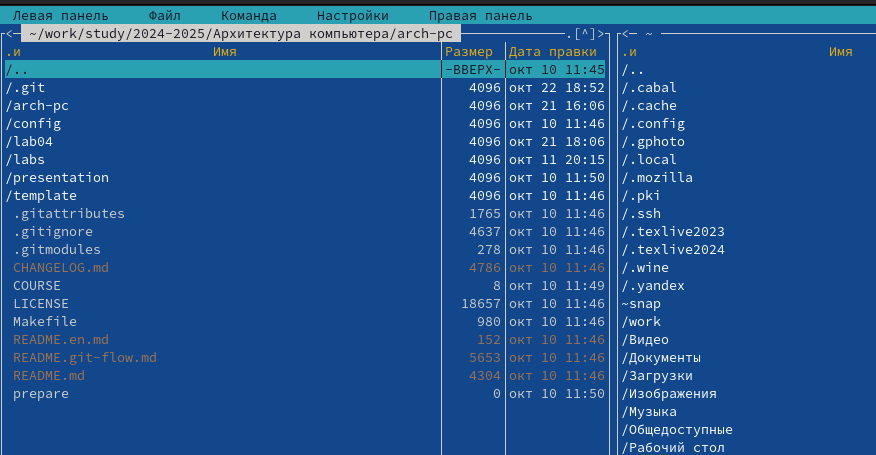 Левая панель Файл Команда Настройки Правая панель
<─ ~/work/study/2024-2025/Архитектура компьютера/arch-pc ─.[^]>
.и Имя Размер Дата правки
/.. -ВВЕРХ- окт 10 11:45
/.git 4096 окт 22 18:52
/arch-pc 4096 окт 21 16:06
/config 4096 окт 10 11:46
/lab04 4096 окт 21 18:06
/labs 4096 окт 11 20:15
/presentation 4096 окт 10 11:50
/template 4096 окт 10 11:46
.gitattributes 1765 окт 10 11:46
.gitignore 4637 окт 10 11:46
.gitmodules 278 окт 10 11:46
CHANGELOG.md 4786 окт 10 11:46
COURSE 8 окт 10 11:49
LICENSE 18657 окт 10 11:46
Makefile 980 окт 10 11:46
README.en.md 152 окт 10 11:46
README.git-flow.md 5653 окт 10 11:46
README.md 4304 окт 10 11:46
prepare 0 окт 10 11:50
<─ ~
.и Имя
/..
/.cabal
/.cache
/.config
/.gphoto
/.local
/.mozilla
/.pki
/.ssh
/.texlive2023
/.texlive2024
/.wine
/.yandex
~snap
/work
/Видео
/Документы
/Загрузки
/Изображения
/Музыка
/Общедоступные
/Рабочий стол